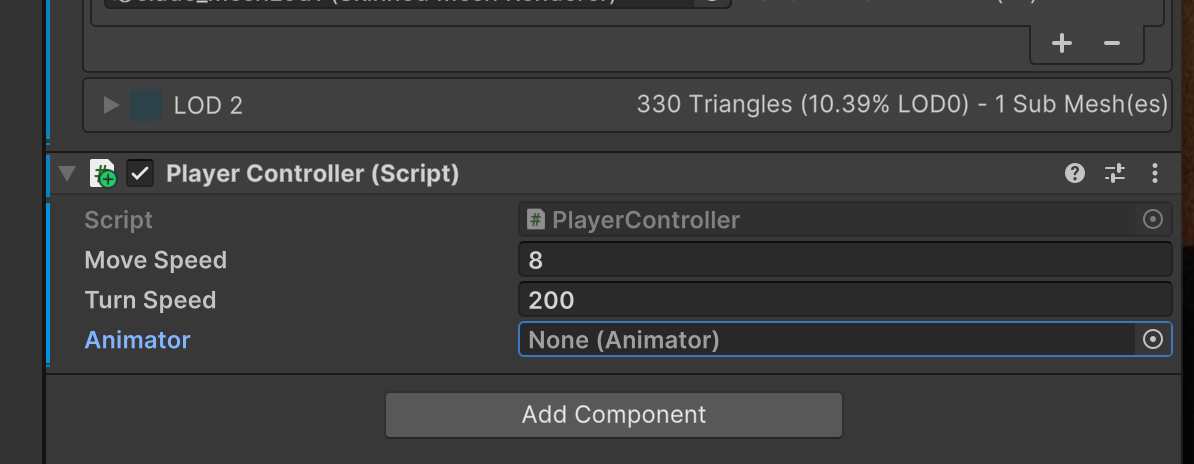 LOD 2 330 Triangles (10.39% LOD0) - 1 Sub Mesh(es)
Player Controller (Script)
Script PlayerController
Move Speed 8
Turn Speed 200
Animator None (Animator)
Add Component